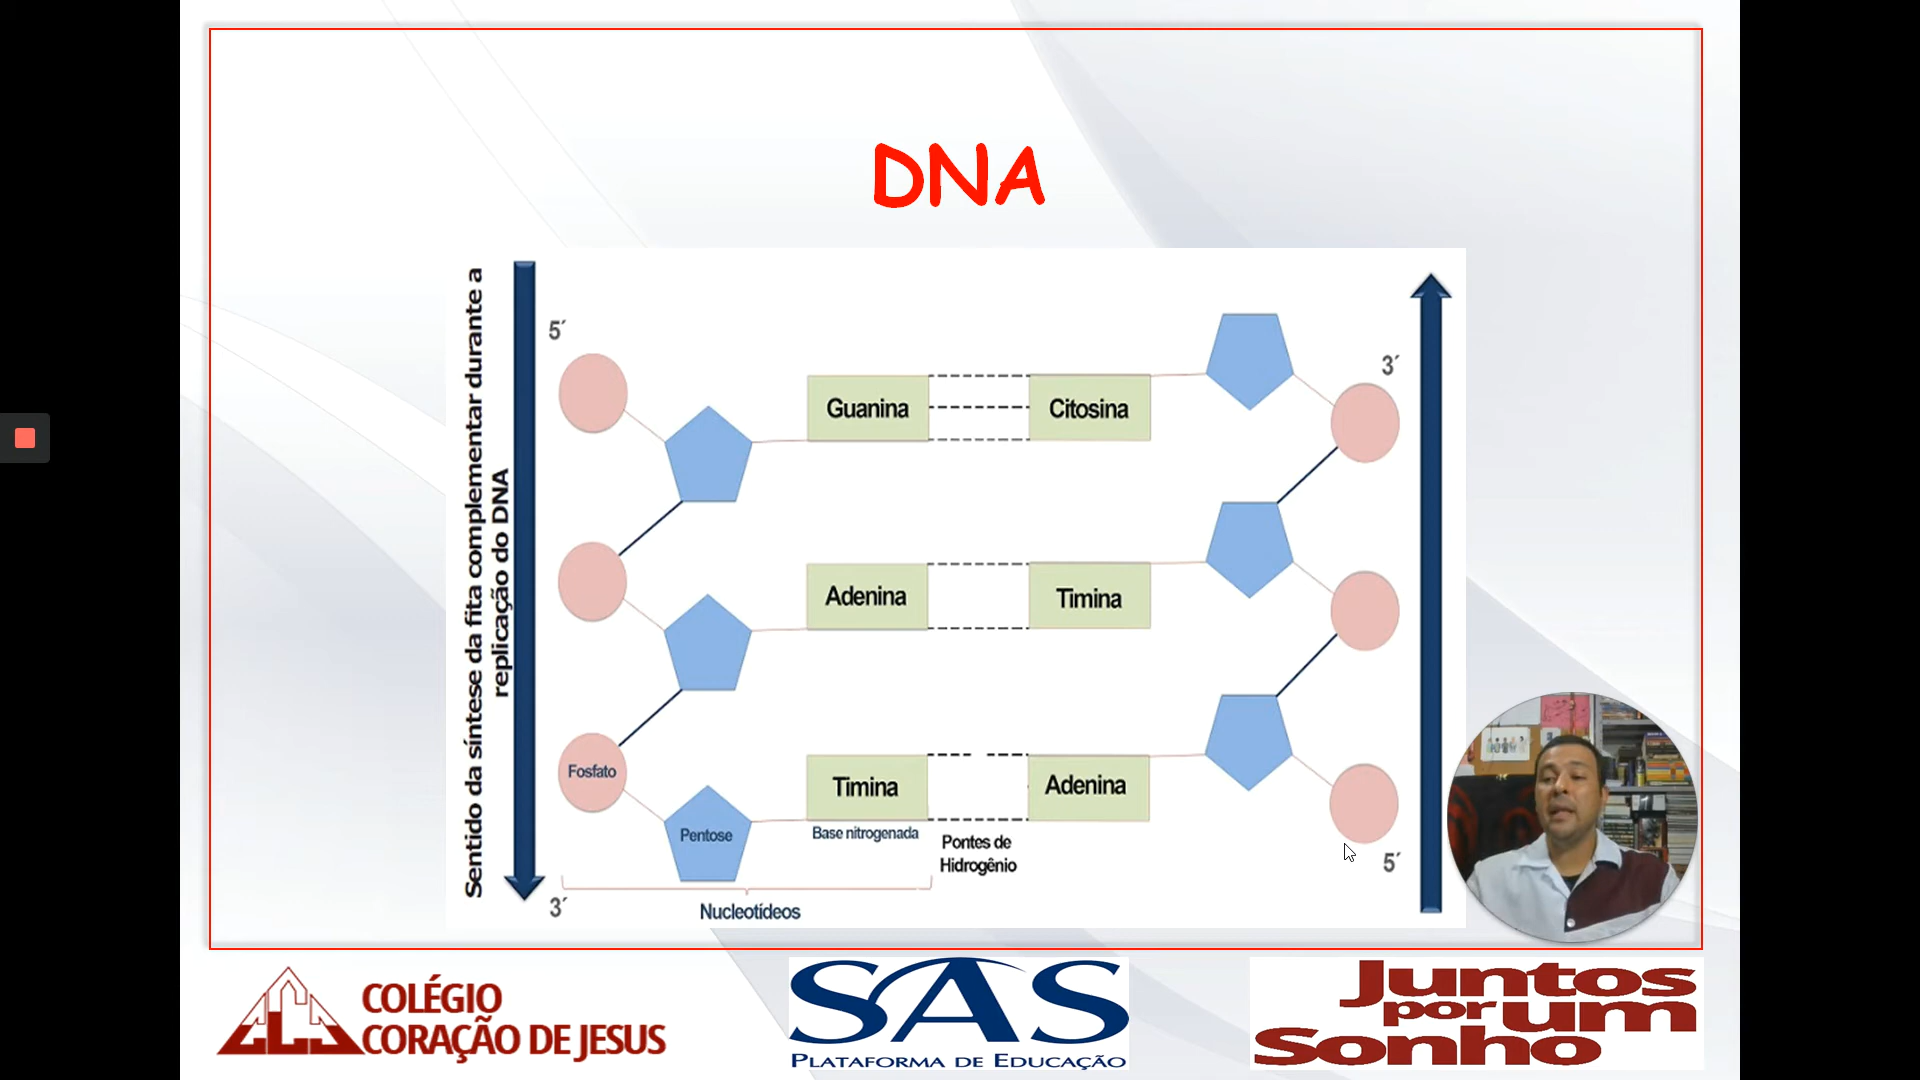 DNA
Sentido da síntese da fita complementar durante a
replicação do DNA
5´
3´
Guanina
Citosina
Adenina
Timina
Fosfato
Timina
Adenina
Pentose
Base nitrogenada
Pontes de
Hidrogênio
5´
3´
Nucleotídeos
COLÉGIO
CORAÇÃO DE JESUS
SAS
PLATAFORMA DE EDUCAÇÃO
Juntos
por um
Sonho